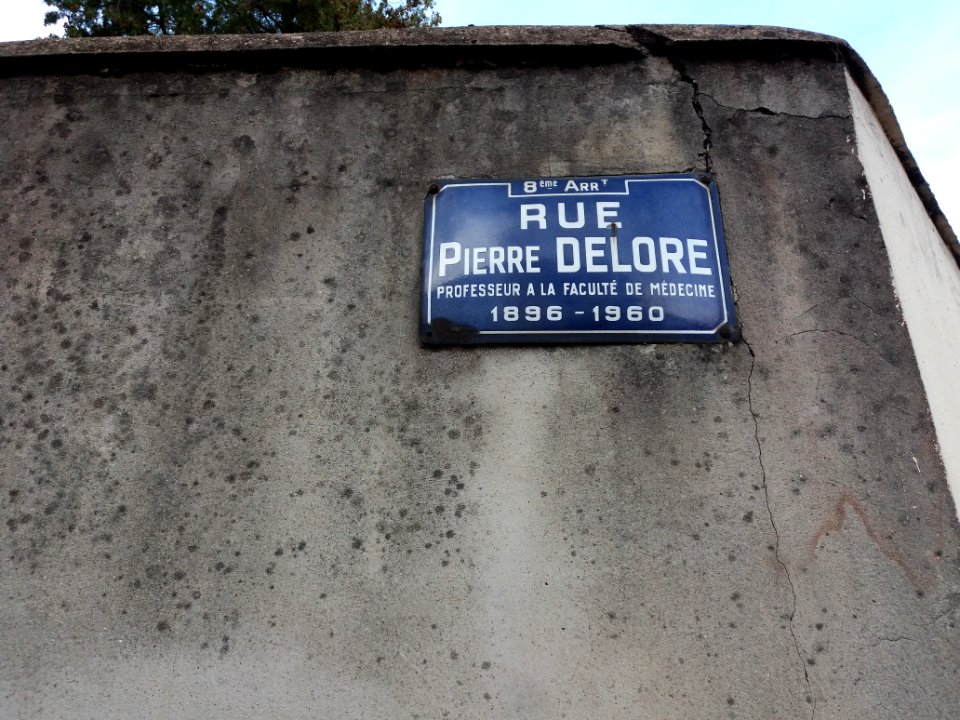 8ème ARRT
RUE
PIERRE DELORE
PROFESSEUR A LA FACULTÉ DE MÉDECINE
1896 - 1960